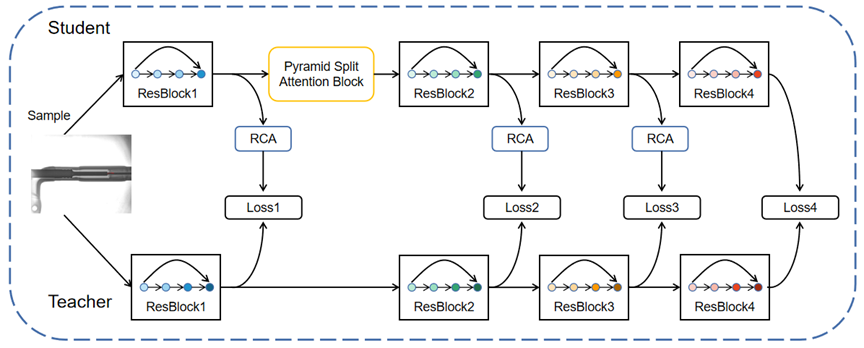 Student
ResBlock1
Pyramid Split
Attention Block
ResBlock2
ResBlock3
ResBlock4
Sample
RCA
RCA
RCA
Loss1
Loss2
Loss3
Loss4
Teacher
ResBlock1
ResBlock2
ResBlock3
ResBlock4